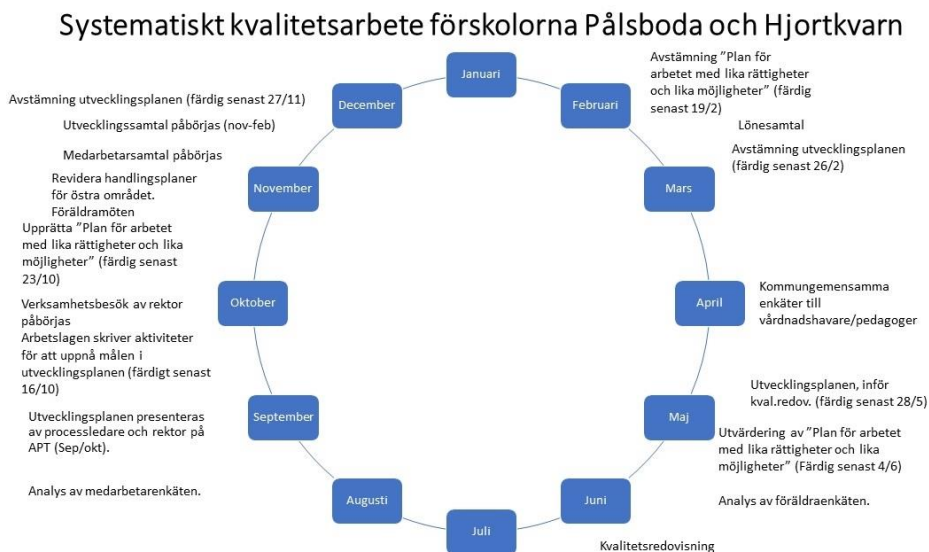 Systematiskt kvalitetsarbete förskolorna Pålsboda och Hjortkvarn
Januari
Februari
Mars
April
Maj
Juni
Juli
Augusti
September
Oktober
November
December
Avstämning ”Plan för
arbetet med lika rättigheter
och lika möjligheter” (färdig
senast 19/2)
Lönesamtal
Avstämning utvecklingsplanen
(färdig senast 26/2)
Kommungemensamma
enkäter till
vårdnadshavare/pedagoger
Utvecklingsplanen, inför
kval.redov. (färdig senast 28/5)
Utvärdering av ”Plan för arbetet
med lika rättigheter och lika
möjligheter” (Färdig senast 4/6)
Analys av föräldraenkäten.
Kvalitetsredovisning
Analys av medarbetarenkäten.
Utvecklingsplanen presenteras
av processledare och rektor på
APT (Sep/okt).
Verksamhetsbesök av rektor
påbörjas
Arbetslagen skriver aktiviteter
för att uppnå målen i
utvecklingsplanen (färdigt senast
16/10)
Upprätta ”Plan för arbetet
med lika rättigheter och lika
möjligheter” (färdig senast
23/10)
Revidera handlingsplaner
för östra området.
Föräldramöten
Medarbetarsamtal påbörjas
Utvecklingssamtal påbörjas (nov-feb)
Avstämning utvecklingsplanen (färdig senast 27/11)